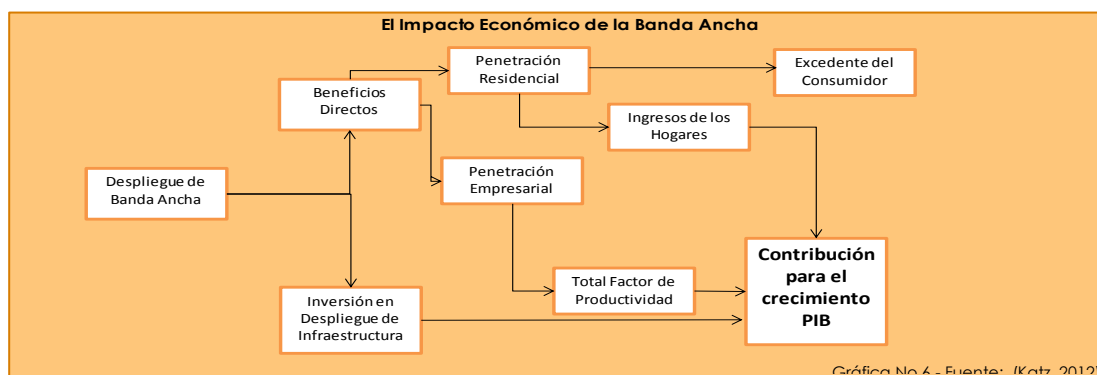 El Impacto Económico de la Banda Ancha
Penetración
Residencial
Excedente del
Consumidor
Beneficios
Directos
Ingresos de los
Hogares
Penetración
Empresarial
Despliegue de
Banda Ancha
Contribución
para el
crecimiento
PIB
Total Factor de
Productividad
Inversión en
Despliegue de
Infraestructura
Gráfica No 6 - Fuente: (Katz, 2012)